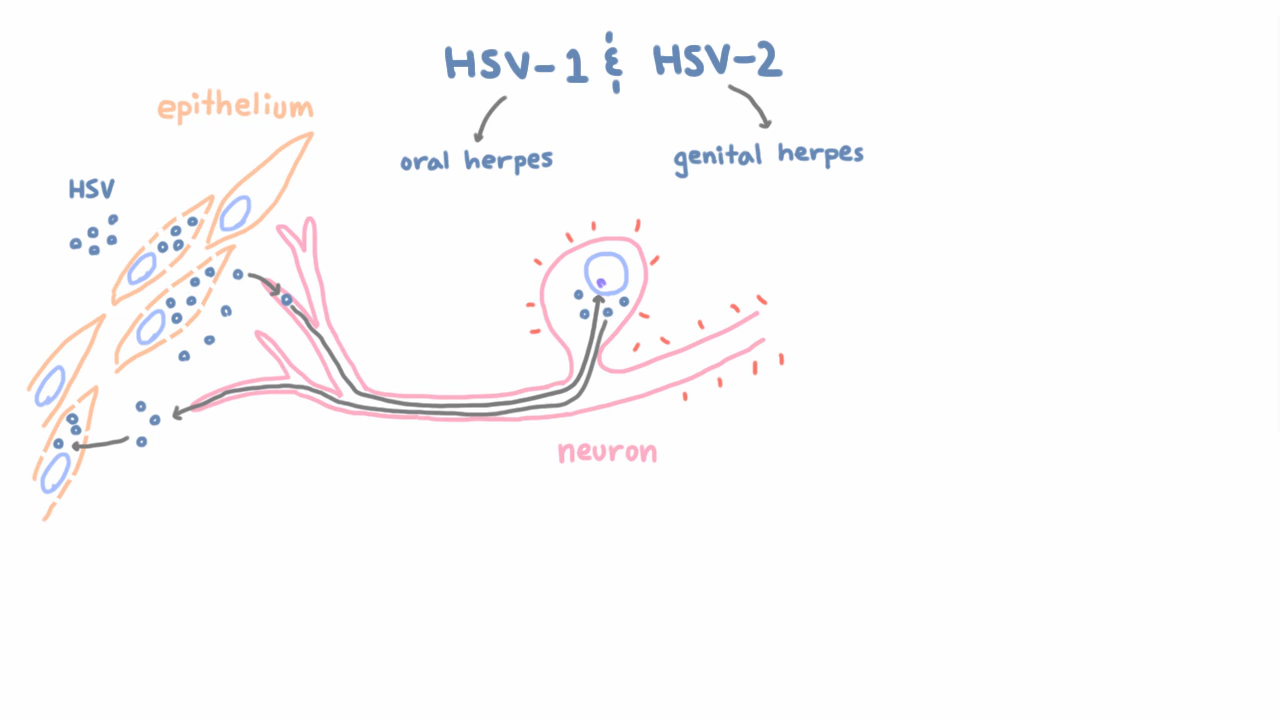 HSV-1 & HSV-2
epithelium
oral herpes
genital herpes
HSV
neuron